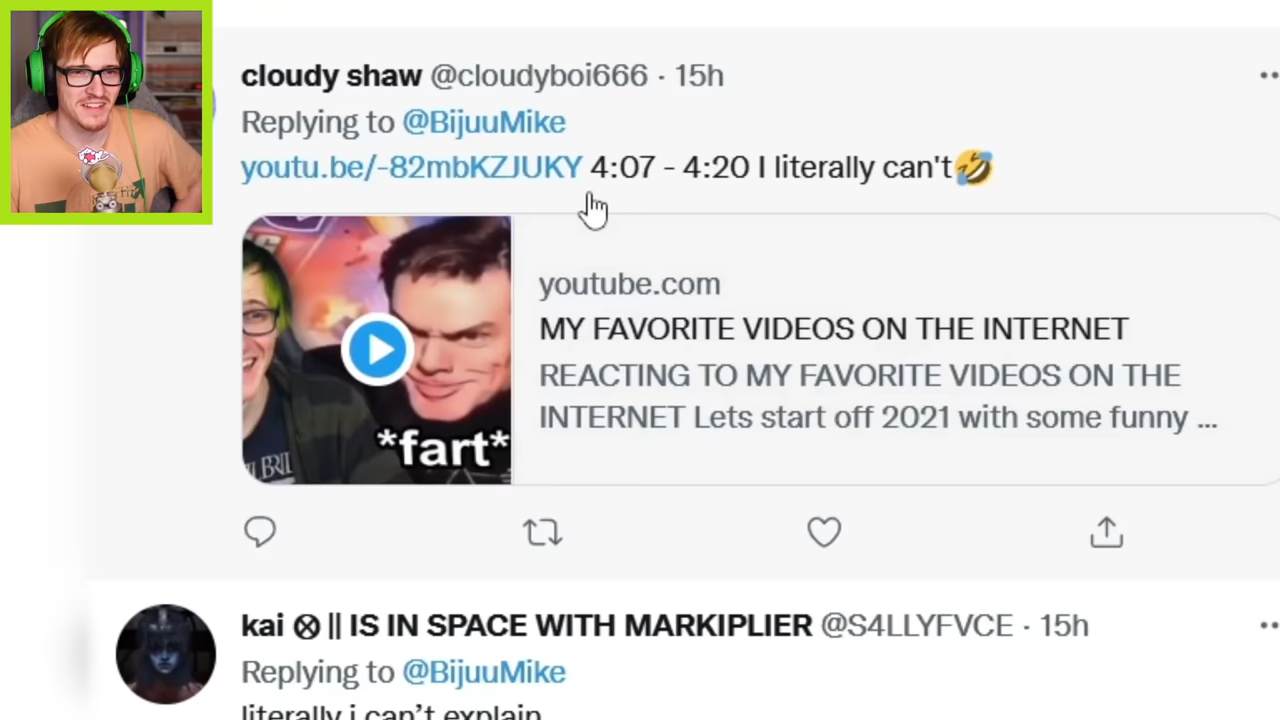 cloudy shaw @cloudyboi666 · 15h
Replying to @BijuuMike
youtu.be/-82mbKZJUKY 4:07 - 4:20 I literally can't🤣
youtube.com
MY FAVORITE VIDEOS ON THE INTERNET
REACTING TO MY FAVORITE VIDEOS ON THE
INTERNET Lets start off 2021 with some funny ...
*fart*
kai ⊗ || IS IN SPACE WITH MARKIPLIER @S4LLYFVCE · 15h
Replying to @BijuuMike
literally i can't explain